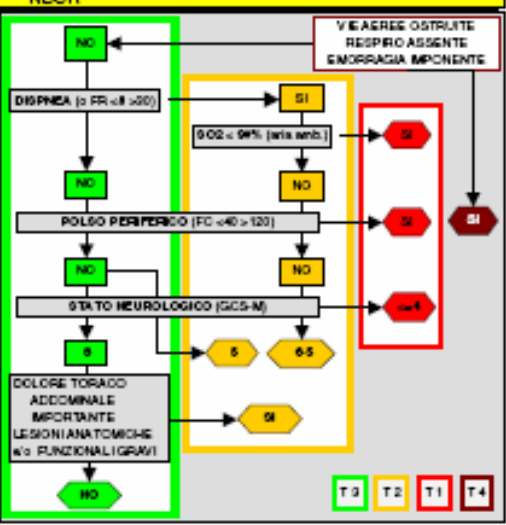 VIE AEREE OSTRUITE
RESPIRO ASSENTE
EMORRAGIA IMPONENTE
NO
DISPNEA (o FR <8 >30)
SI
SO2 < 9#% (aria amb.)
SI
NO
NO
POLSO PERIFERICO (FC <40 >120)
SI
SI
NO
NO
STATO NEUROLOGICO (GCS-M)
6
5
6-5
DOLORE TORACO
ADDOMINALE
IMPORTANTE
LESIONI ANATOMICHE
e/o FUNZIONALI GRAVI
SI
NO
T 3
T 2
T 1
T 4